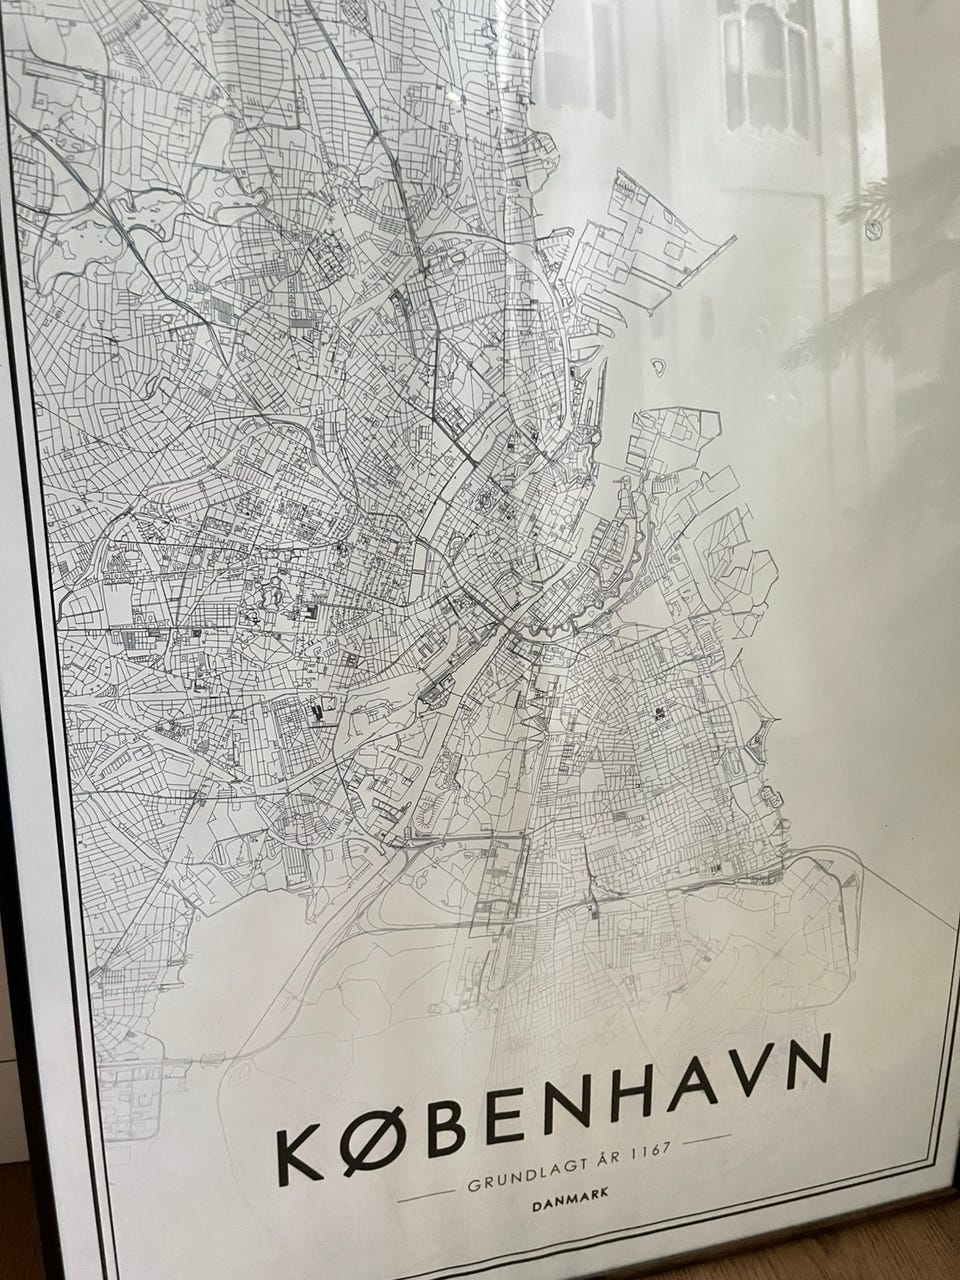 KØBENHAVN
GRUNDLAGT ÅR 1167
DANMARK